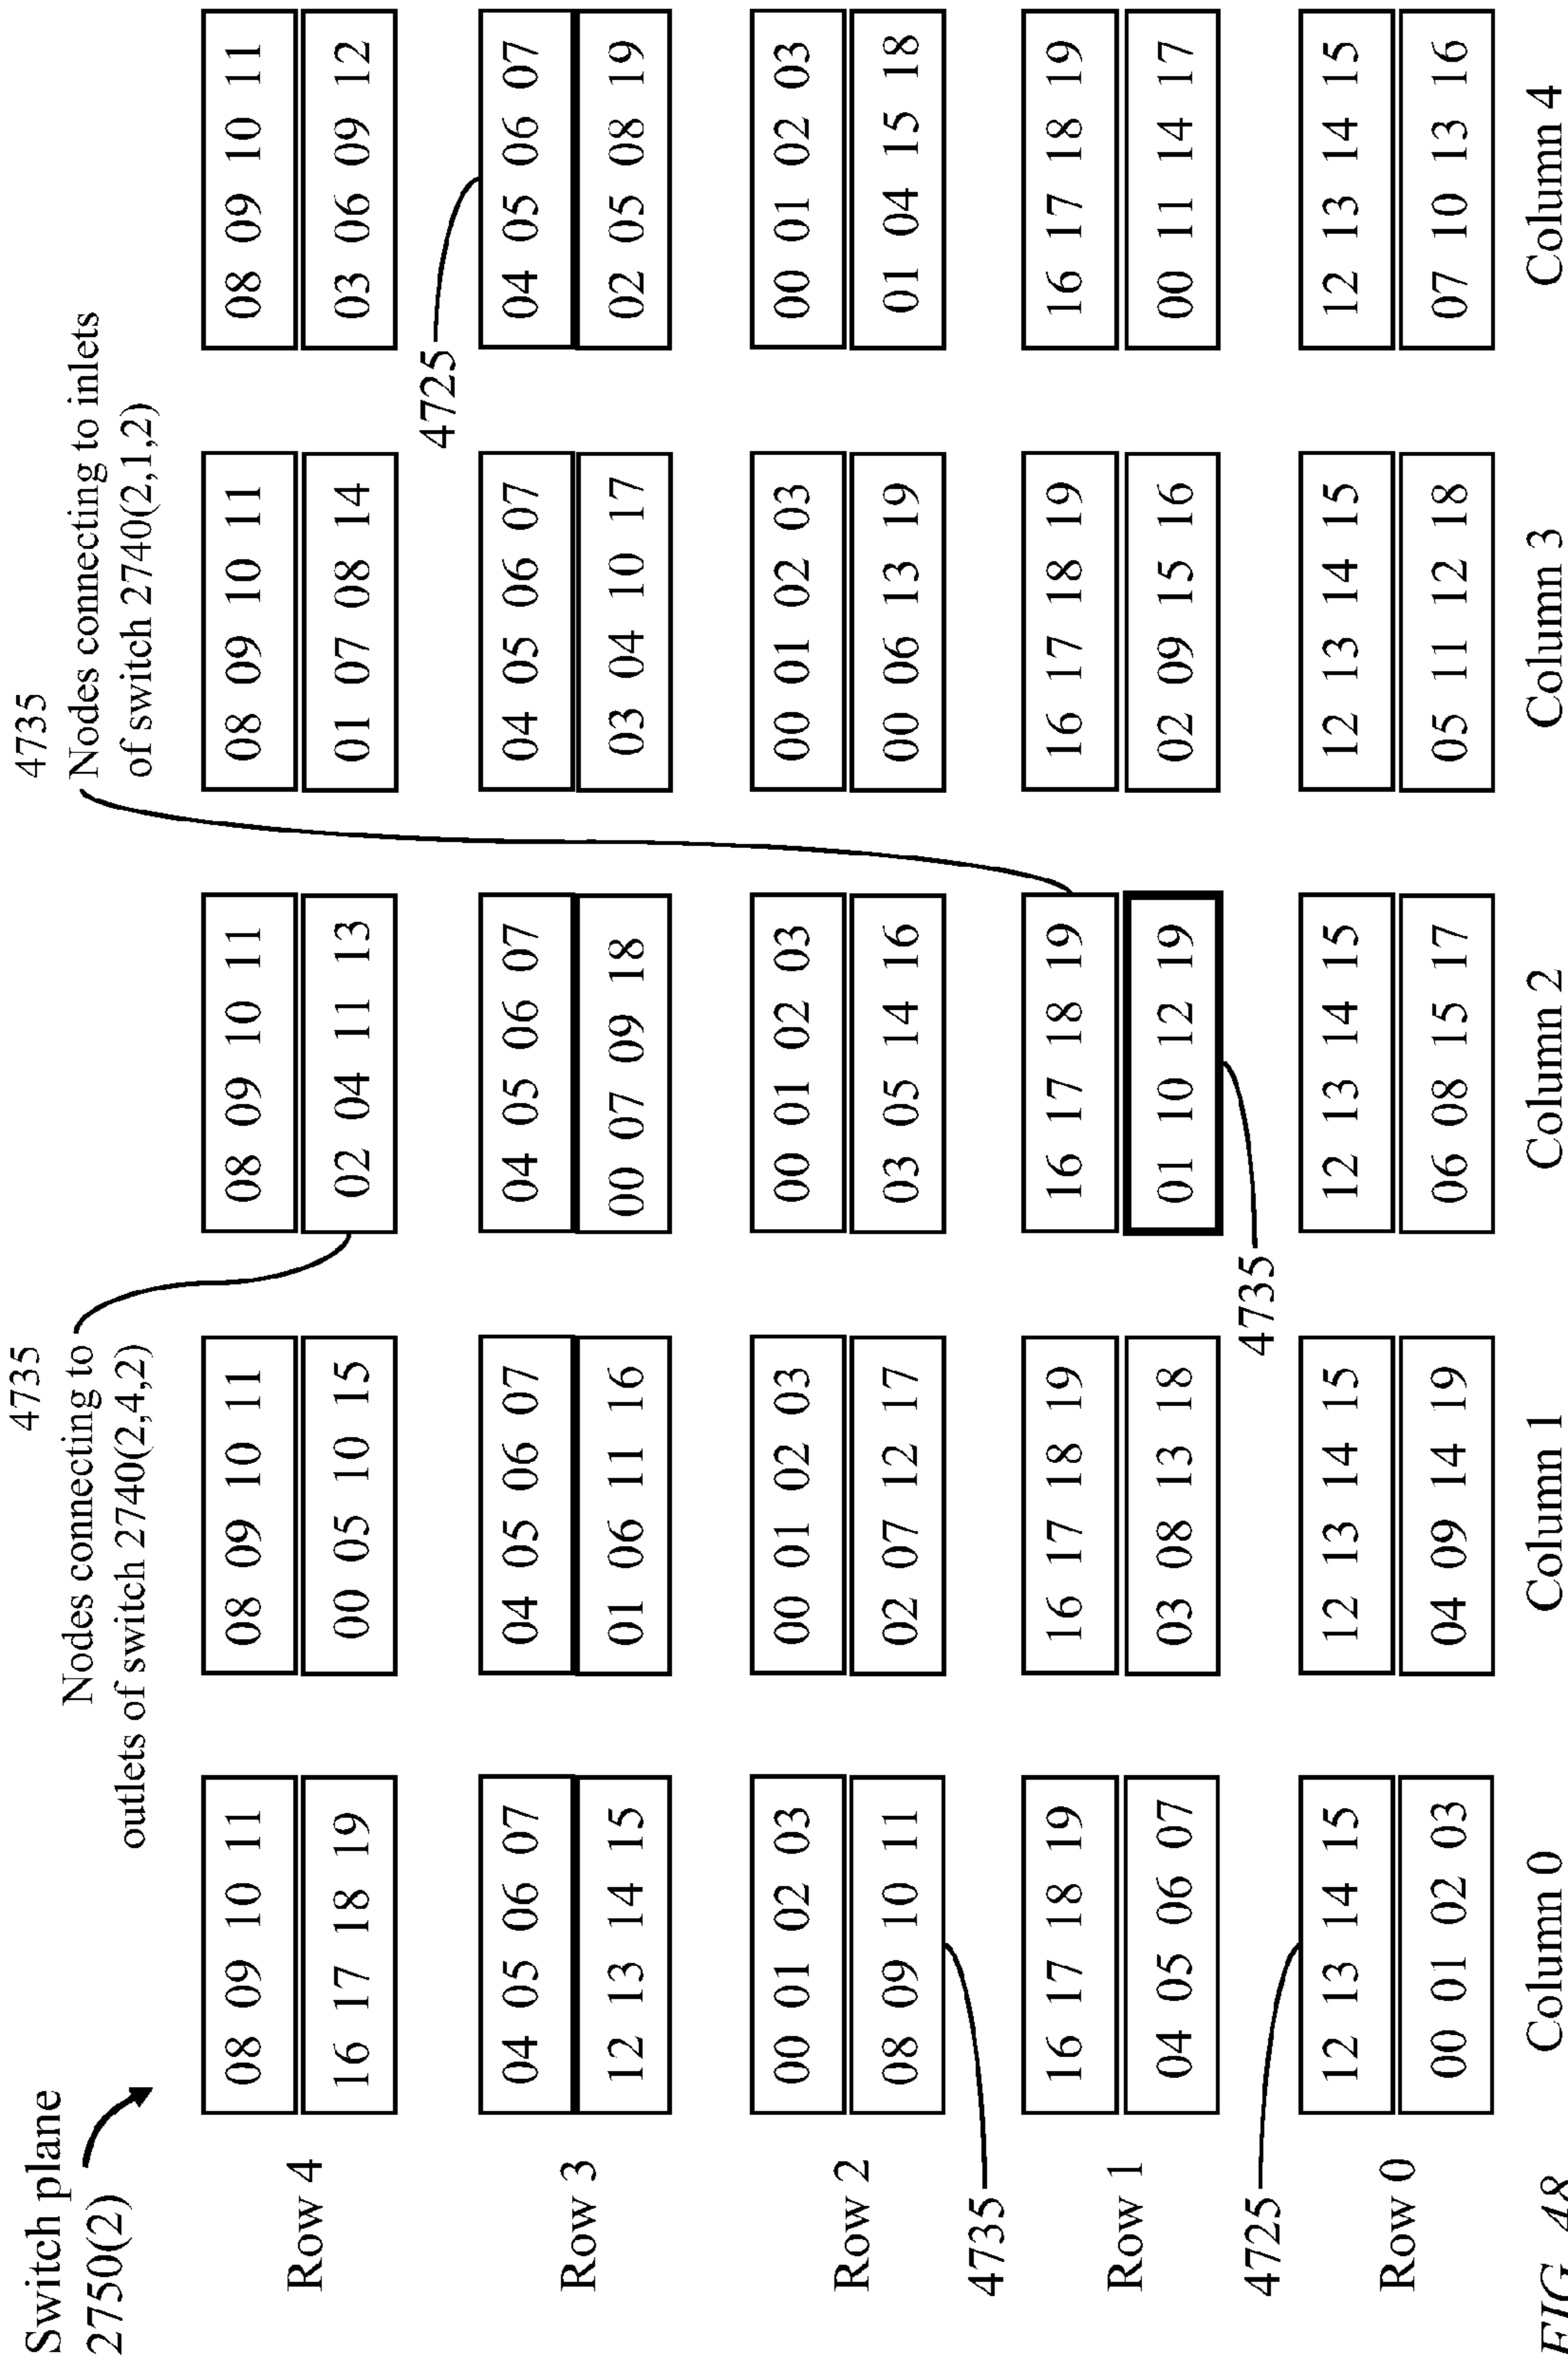 Switch plane
2750(2)
4735
Nodes connecting to
outlets of switch 2740(2,4,2)
4735
Nodes connecting to inlets
of switch 2740(2,1,2)
Row 4
08 09 10 11
16 17 18 19
08 09 10 11
00 05 10 15
08 09 10 11
02 04 11 13
08 09 10 11
01 07 08 14
08 09 10 11
03 06 09 12
4725
Row 3
04 05 06 07
12 13 14 15
04 05 06 07
01 06 11 16
04 05 06 07
00 07 09 18
04 05 06 07
03 04 10 17
04 05 06 07
02 05 08 19
Row 2
00 01 02 03
08 09 10 11
00 01 02 03
02 07 12 17
00 01 02 03
03 05 14 16
00 01 02 03
00 06 13 19
00 01 02 03
01 04 15 18
4735
Row 1
16 17 18 19
04 05 06 07
16 17 18 19
03 08 13 18
16 17 18 19
01 10 12 19
16 17 18 19
02 09 15 16
16 17 18 19
00 11 14 17
4725
4735
Row 0
12 13 14 15
00 01 02 03
12 13 14 15
04 09 14 19
12 13 14 15
06 08 15 17
12 13 14 15
05 11 12 18
12 13 14 15
07 10 13 16
Column 0
Column 1
Column 2
Column 3
Column 4
FIG. 48